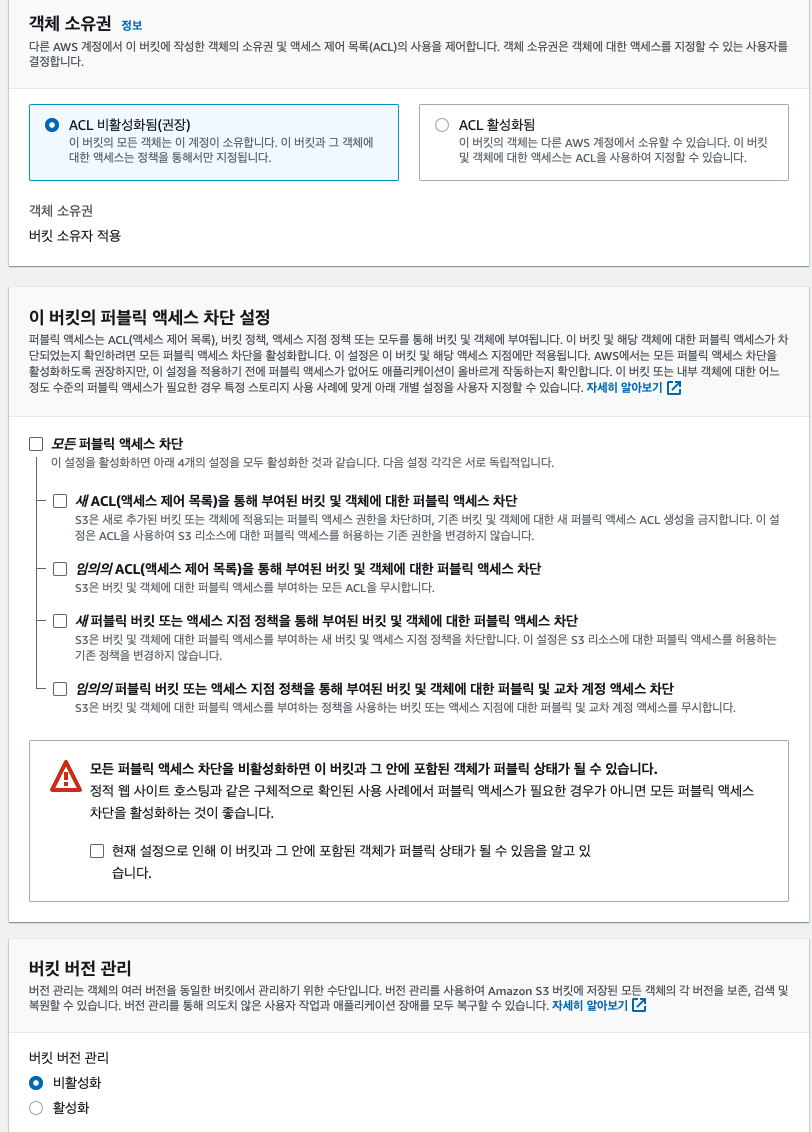 객체 소유권 정보
다른 AWS 계정에서 이 버킷에 작성한 객체의 소유권 및 액세스 제어 목록(ACL)의 사용을 제어합니다. 객체 소유권은 객체에 대한 액세스를 지정할 수 있는 사용자를
결정합니다.
ACL 비활성화됨(권장)
이 버킷의 모든 객체는 이 계정이 소유합니다. 이 버킷과 그 객체에
대한 액세스는 정책을 통해서만 지정됩니다.
ACL 활성화됨
이 버킷의 객체는 다른 AWS 계정에서 소유할 수 있습니다. 이 버킷
및 객체에 대한 액세스는 ACL을 사용하여 지정할 수 있습니다.
객체 소유권
버킷 소유자 적용
이 버킷의 퍼블릭 액세스 차단 설정
퍼블릭 액세스는 ACL(액세스 제어 목록), 버킷 정책, 액세스 지점 정책 또는 모두를 통해 버킷 및 객체에 부여됩니다. 이 버킷 및 해당 객체에 대한 퍼블릭 액세스가 차
단되었는지 확인하려면 모든 퍼블릭 액세스 차단을 활성화합니다. 이 설정은 이 버킷 및 해당 액세스 지점에만 적용됩니다. AWS에서는 모든 퍼블릭 액세스 차단을
활성화하도록 권장하지만, 이 설정을 적용하기 전에 퍼블릭 액세스가 없어도 애플리케이션이 올바르게 작동하는지 확인합니다. 이 버킷 또는 내부 객체에 대한 어느
정도 수준의 퍼블릭 액세스가 필요한 경우 특정 스토리지 사용 사례에 맞게 아래 개별 설정을 사용자 지정할 수 있습니다. 자세히 알아보기
모든 퍼블릭 액세스 차단
이 설정을 활성화하면 아래 4개의 설정을 모두 활성화한 것과 같습니다. 다음 설정 각각은 서로 독립적입니다.
새 ACL(액세스 제어 목록)을 통해 부여된 버킷 및 객체에 대한 퍼블릭 액세스 차단
S3은 새로 추가된 버킷 또는 객체에 적용되는 퍼블릭 액세스 권한을 차단하며, 기존 버킷 및 객체에 대한 새 퍼블릭 액세스 ACL 생성을 금지합니다. 이 설
정은 ACL을 사용하여 S3 리소스에 대한 퍼블릭 액세스를 허용하는 기존 권한을 변경하지 않습니다.
임의의 ACL(액세스 제어 목록)을 통해 부여된 버킷 및 객체에 대한 퍼블릭 액세스 차단
S3은 버킷 및 객체에 대한 퍼블릭 액세스를 부여하는 모든 ACL을 무시합니다.
새 퍼블릭 버킷 또는 액세스 지점 정책을 통해 부여된 버킷 및 객체에 대한 퍼블릭 액세스 차단
S3은 버킷 및 객체에 대한 퍼블릭 액세스를 부여하는 새 버킷 및 액세스 지점 정책을 차단합니다. 이 설정은 S3 리소스에 대한 퍼블릭 액세스를 허용하는
기존 정책을 변경하지 않습니다.
임의의 퍼블릭 버킷 또는 액세스 지점 정책을 통해 부여된 버킷 및 객체에 대한 퍼블릭 및 교차 계정 액세스 차단
S3은 버킷 및 객체에 대한 퍼블릭 액세스를 부여하는 정책을 사용하는 버킷 또는 액세스 지점에 대한 퍼블릭 및 교차 계정 액세스를 무시합니다.
모든 퍼블릭 액세스 차단을 비활성화하면 이 버킷과 그 안에 포함된 객체가 퍼블릭 상태가 될 수 있습니다.
정적 웹 사이트 호스팅과 같은 구체적으로 확인된 사용 사례에서 퍼블릭 액세스가 필요한 경우가 아니면 모든 퍼블릭 액세스
차단을 활성화하는 것이 좋습니다.
현재 설정으로 인해 이 버킷과 그 안에 포함된 객체가 퍼블릭 상태가 될 수 있음을 알고 있
습니다.
버킷 버전 관리
버전 관리는 객체의 여러 버전을 동일한 버킷에서 관리하기 위한 수단입니다. 버전 관리를 사용하여 Amazon S3 버킷에 저장된 모든 객체의 각 버전을 보존, 검색 및
복원할 수 있습니다. 버전 관리를 통해 의도치 않은 사용자 작업과 애플리케이션 장애를 모두 복구할 수 있습니다. 자세히 알아보기
버킷 버전 관리
비활성화
활성화